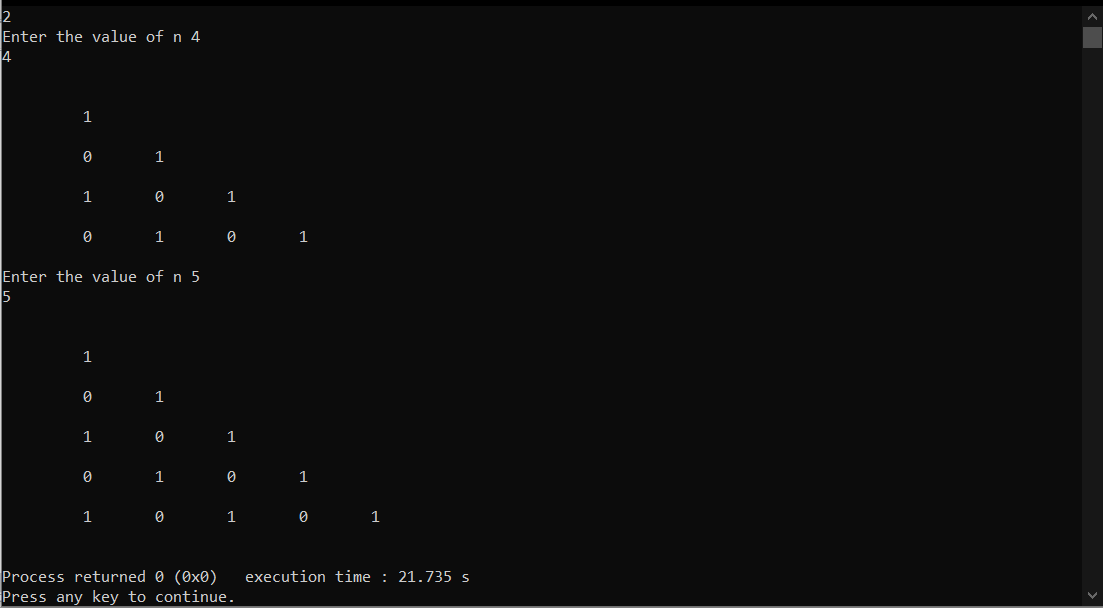 2
Enter the value of n 4
4
1
0 1
1 0 1
0 1 0 1
Enter the value of n 5
5
1
0 1
1 0 1
0 1 0 1
1 0 1 0 1
Process returned 0 (0x0)   execution time : 21.735 s
Press any key to continue.